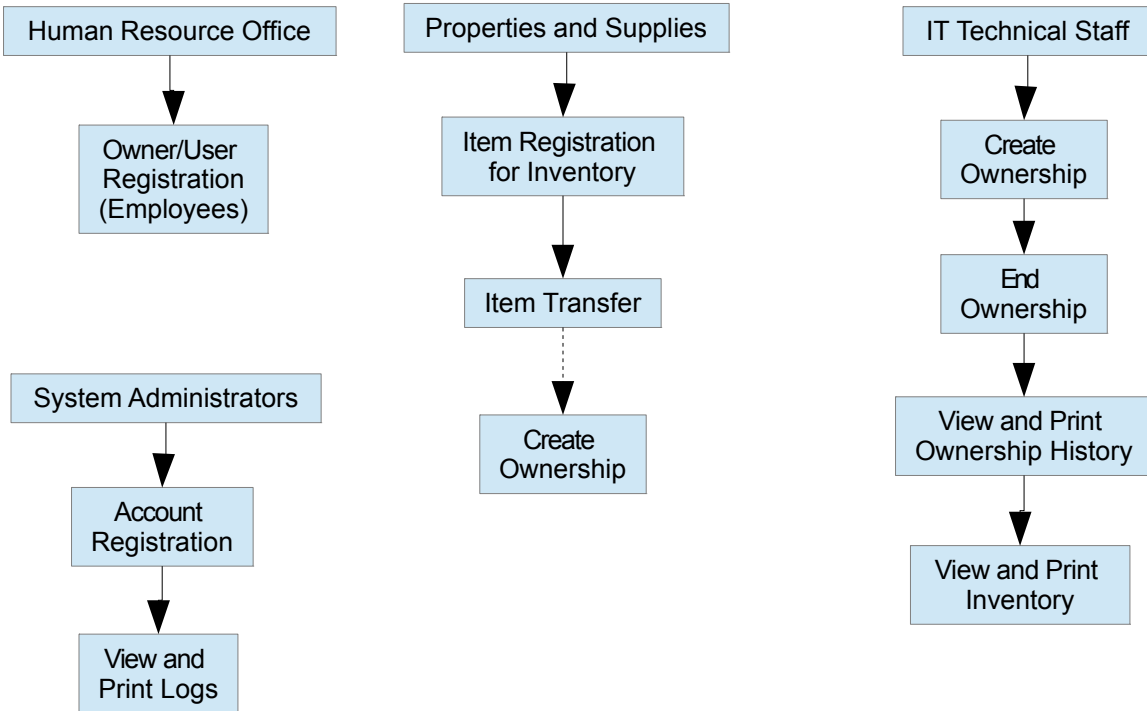 Human Resource Office
Owner/User
Registration
(Employees)
System Administrators
Account
Registration
View and
Print Logs
Properties and Supplies
Item Registration
for Inventory
Item Transfer
Create
Ownership
IT Technical Staff
Create
Ownership
End
Ownership
View and Print
Ownership History
View and Print
Inventory